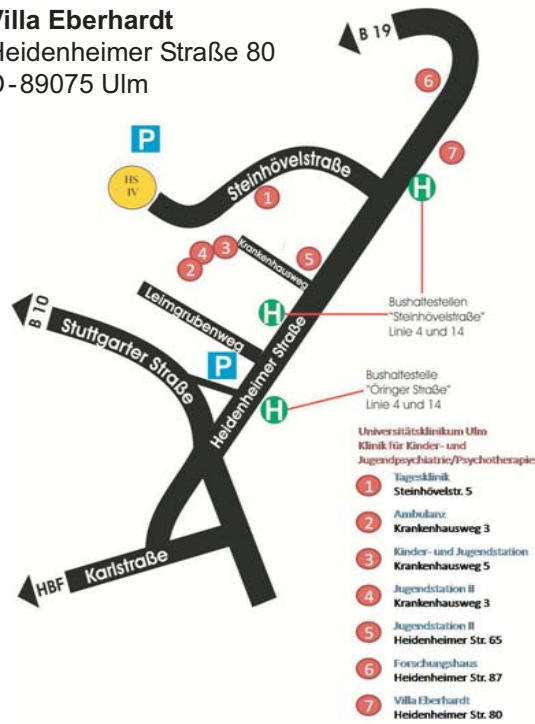 Villa Eberhardt
Heidenheimer Straße 80
D-89075 Ulm
B 19
6
P
7
HS
IV
Steinhövelstraße
H
1
Krankenhausweg
3
4
5
2
Bushaltestellen
"Steinhövelstraße"
Linie 4 und 14
B 10
Leimgrubenweg
H
Stuttgarter Straße
Heidenheimer Straße
P
Bushaltestelle
"Öringer Straße"
Linie 4 und 14
H
Universitätsklinikum Ulm
Klinik für Kinder- und
Jugendpsychiatrie/Psychotherapie
1 Tagesklinik
Steinhövelstr. 5
2 Ambulanz
Krankenhausweg 3
3 Kinder- und Jugendstation
Krankenhausweg 5
4 Jugendstation II
Krankenhausweg 3
5 Jugendstation II
Heidenheimer Str. 65
6 Forschungshaus
Heidenheimer Str. 87
7 Villa Eberhardt
Heidenheimer Str. 80
HBF
Karlstraße